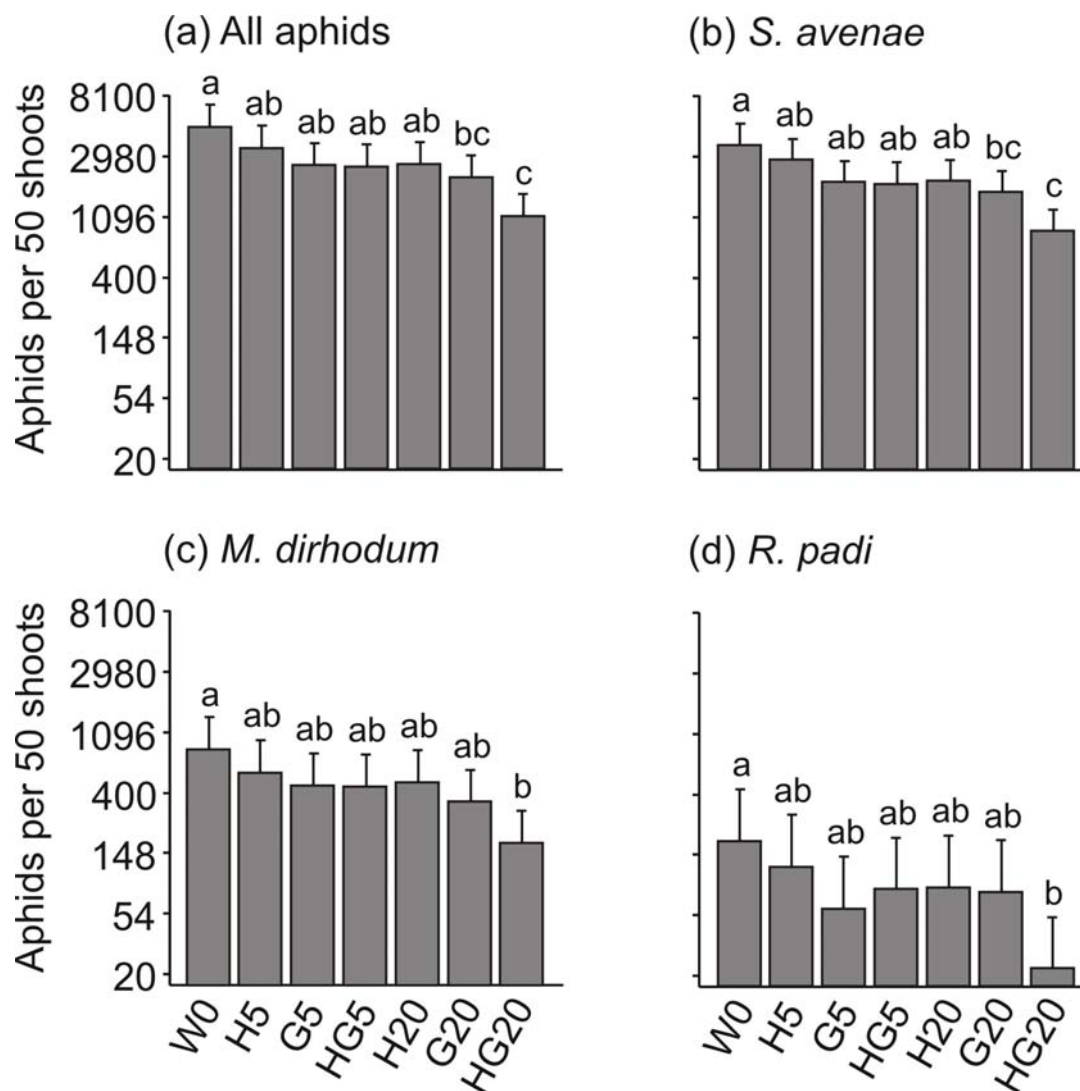 (a) All aphids
Aphids per 50 shoots
8100
2980
1096
400
148
54
20
a
ab
ab
ab
ab
bc
c
(b) S. avenae
a
ab
ab
ab
ab
bc
c
(c) M. dirhodum
Aphids per 50 shoots
8100
2980
1096
400
148
54
20
a
ab
ab
ab
ab
ab
b
W0
H5
G5
HG5
H20
G20
HG20
(d) R. padi
a
ab
ab
ab
ab
ab
b
W0
H5
G5
HG5
H20
G20
HG20